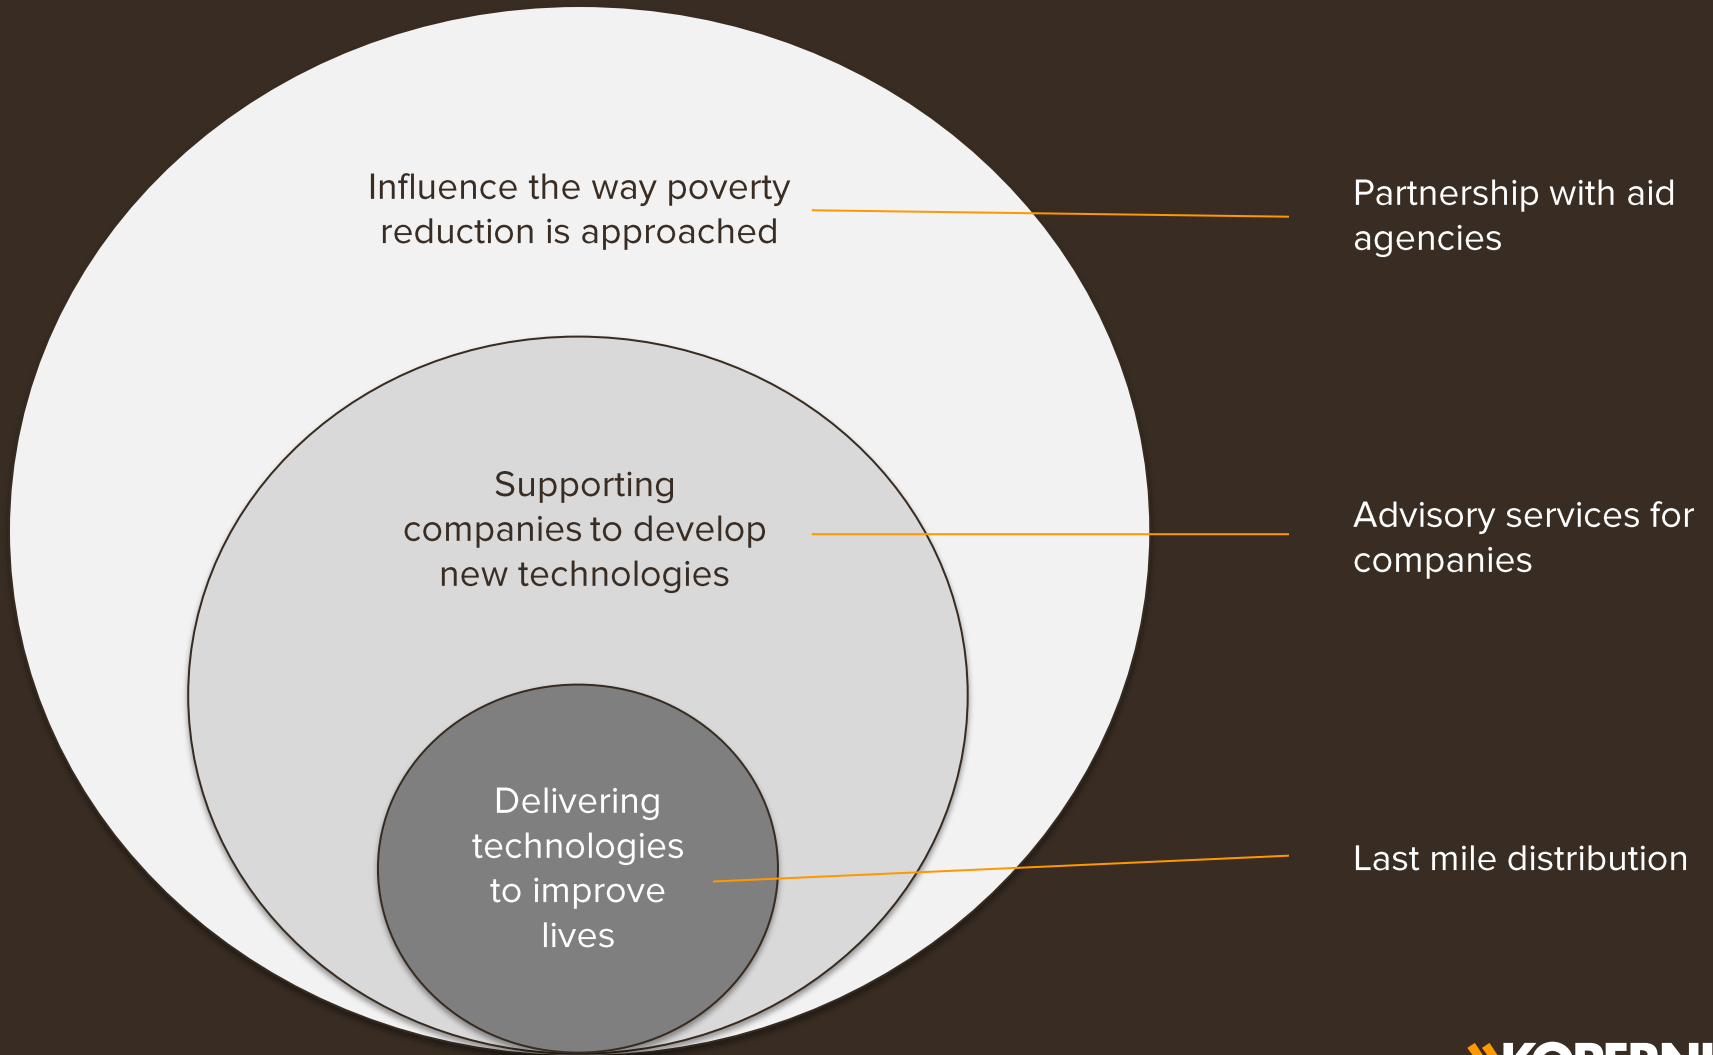 Influence the way poverty
reduction is approached
Partnership with aid
agencies
Supporting
companies to develop
new technologies
Advisory services for
companies
Delivering
technologies
to improve
lives
Last mile distribution